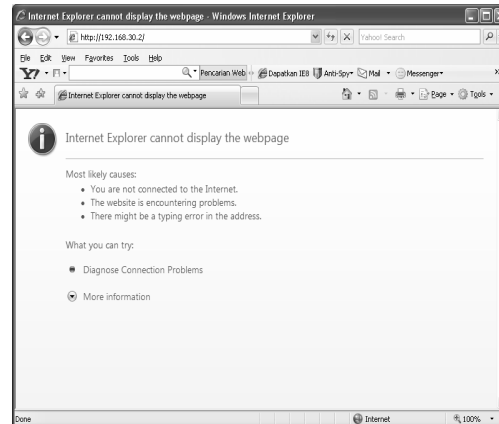 Internet Explorer cannot display the webpage - Windows Internet Explorer
http://192.168.30.2/
Yahoo! Search
File Edit View Favorites Tools Help
Y7 Pencarian Web Dapatkan IE8 Anti-Spy Mail Messenger
Internet Explorer cannot display the webpage
Page Tools
Internet Explorer cannot display the webpage
Most likely causes:
• You are not connected to the Internet.
• The website is encountering problems.
• There might be a typing error in the address.
What you can try:
Diagnose Connection Problems
More information
Done Internet 100%